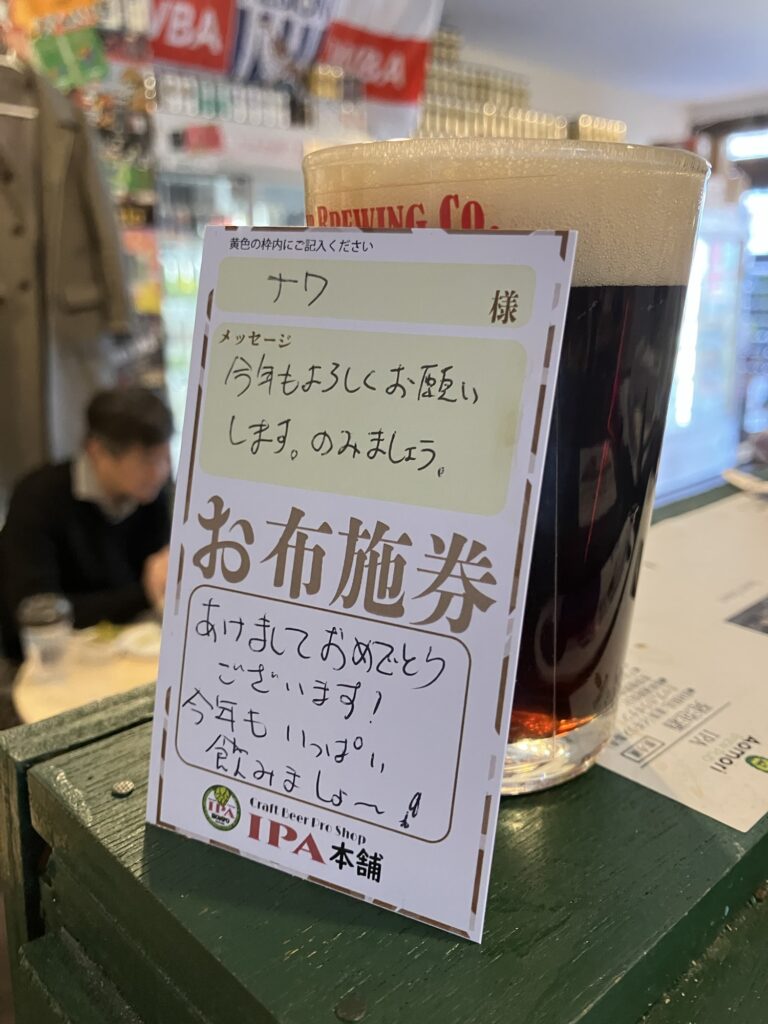 VBA
BREWING CO.
黄色の枠内にご記入ください
ナワ 様
メッセージ
今年もよろしくお願い
します。のみましょう。
お布施券
あけましておめでとう
ございます!
今年もいっぱい
飲みましょ〜!
IPA
Craft Beer Pro Shop
IPA本舗
Aomori
IPA